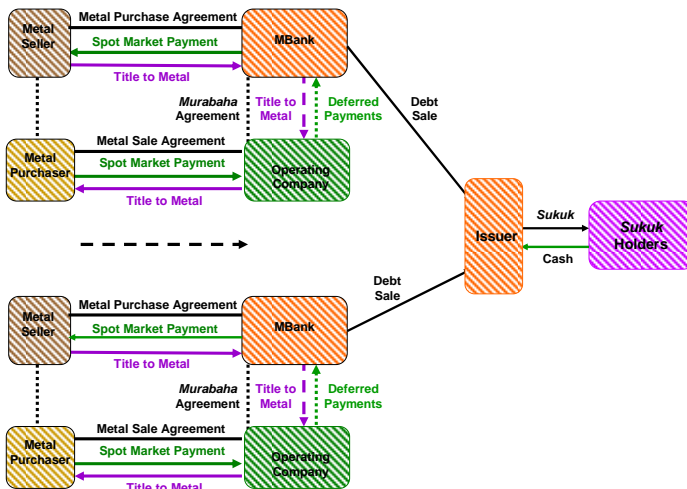 Metal Purchase Agreement
Metal
Seller
Spot Market Payment
MBank
Title to Metal
Murabaha
Agreement
Title to
Metal
Deferred
Payments
Debt
Sale
Metal Sale Agreement
Metal
Purchaser
Spot Market Payment
Operating
Company
Title to Metal
Issuer
Sukuk
Sukuk
Holders
Cash
Debt
Sale
Metal Purchase Agreement
Metal
Seller
Spot Market Payment
MBank
Title to Metal
Murabaha
Agreement
Title to
Metal
Deferred
Payments
Metal Sale Agreement
Metal
Purchaser
Spot Market Payment
Operating
Company
Title to Metal